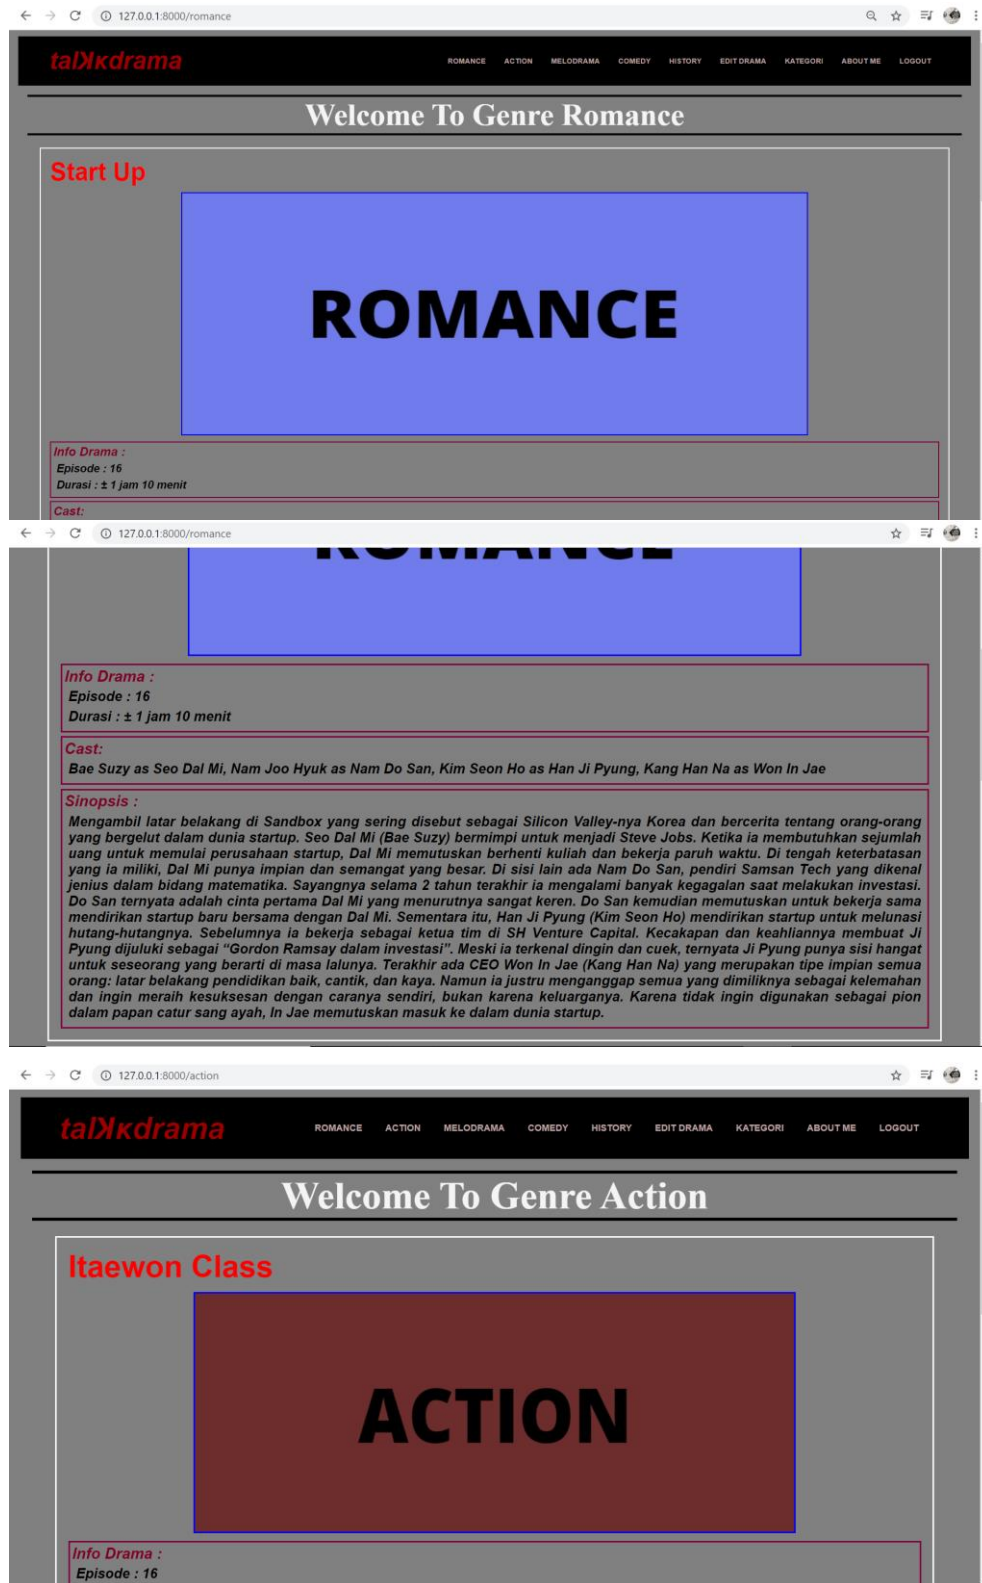 127.0.0.1:8000/romance
talKkdrama
ROMANCE ACTION MELODRAMA COMEDY HISTORY EDIT DRAMA KATEGORI ABOUT ME LOGOUT
Welcome To Genre Romance
Start Up
ROMANCE
Info Drama :
Episode : 16
Durasi : ± 1 jam 10 menit
Cast:
127.0.0.1:8000/romance
ROMANCE
Info Drama :
Episode : 16
Durasi : ± 1 jam 10 menit
Cast:
Bae Suzy as Seo Dal Mi, Nam Joo Hyuk as Nam Do San, Kim Seon Ho as Han Ji Pyung, Kang Han Na as Won In Jae
Sinopsis :
Mengambil latar belakang di Sandbox yang sering disebut sebagai Silicon Valley-nya Korea dan bercerita tentang orang-orang
yang bergelut dalam dunia startup. Seo Dal Mi (Bae Suzy) bermimpi untuk menjadi Steve Jobs. Ketika ia membutuhkan sejumlah
uang untuk memulai perusahaan startup, Dal Mi memutuskan berhenti kuliah dan bekerja paruh waktu. Di tengah keterbatasan
yang ia miliki, Dal Mi punya impian dan semangat yang besar. Di sisi lain ada Nam Do San, pendiri Samsan Tech yang dikenal
jenius dalam bidang matematika. Sayangnya selama 2 tahun terakhir ia mengalami banyak kegagalan saat melakukan investasi.
Do San ternyata adalah cinta pertama Dal Mi yang menurutnya sangat keren. Do San kemudian memutuskan untuk bekerja sama
mendirikan startup baru bersama dengan Dal Mi. Sementara itu, Han Ji Pyung (Kim Seon Ho) mendirikan startup untuk melunasi
hutang-hutangnya. Sebelumnya ia bekerja sebagai ketua tim di SH Venture Capital. Kecakapan dan keahliannya membuat Ji
Pyung dijuluki sebagai “Gordon Ramsay dalam investasi”. Meski ia terkenal dingin dan cuek, ternyata Ji Pyung punya sisi hangat
untuk seseorang yang berarti di masa lalunya. Terakhir ada CEO Won In Jae (Kang Han Na) yang merupakan tipe impian semua
orang: latar belakang pendidikan baik, cantik, dan kaya. Namun ia justru menganggap semua yang dimiliknya sebagai kelemahan
dan ingin meraih kesuksesan dengan caranya sendiri, bukan karena keluarganya. Karena tidak ingin digunakan sebagai pion
dalam papan catur sang ayah, In Jae memutuskan masuk ke dalam dunia startup.
127.0.0.1:8000/action
talKkdrama
ROMANCE ACTION MELODRAMA COMEDY HISTORY EDIT DRAMA KATEGORI ABOUT ME LOGOUT
Welcome To Genre Action
Itaewon Class
ACTION
Info Drama :
Episode : 16